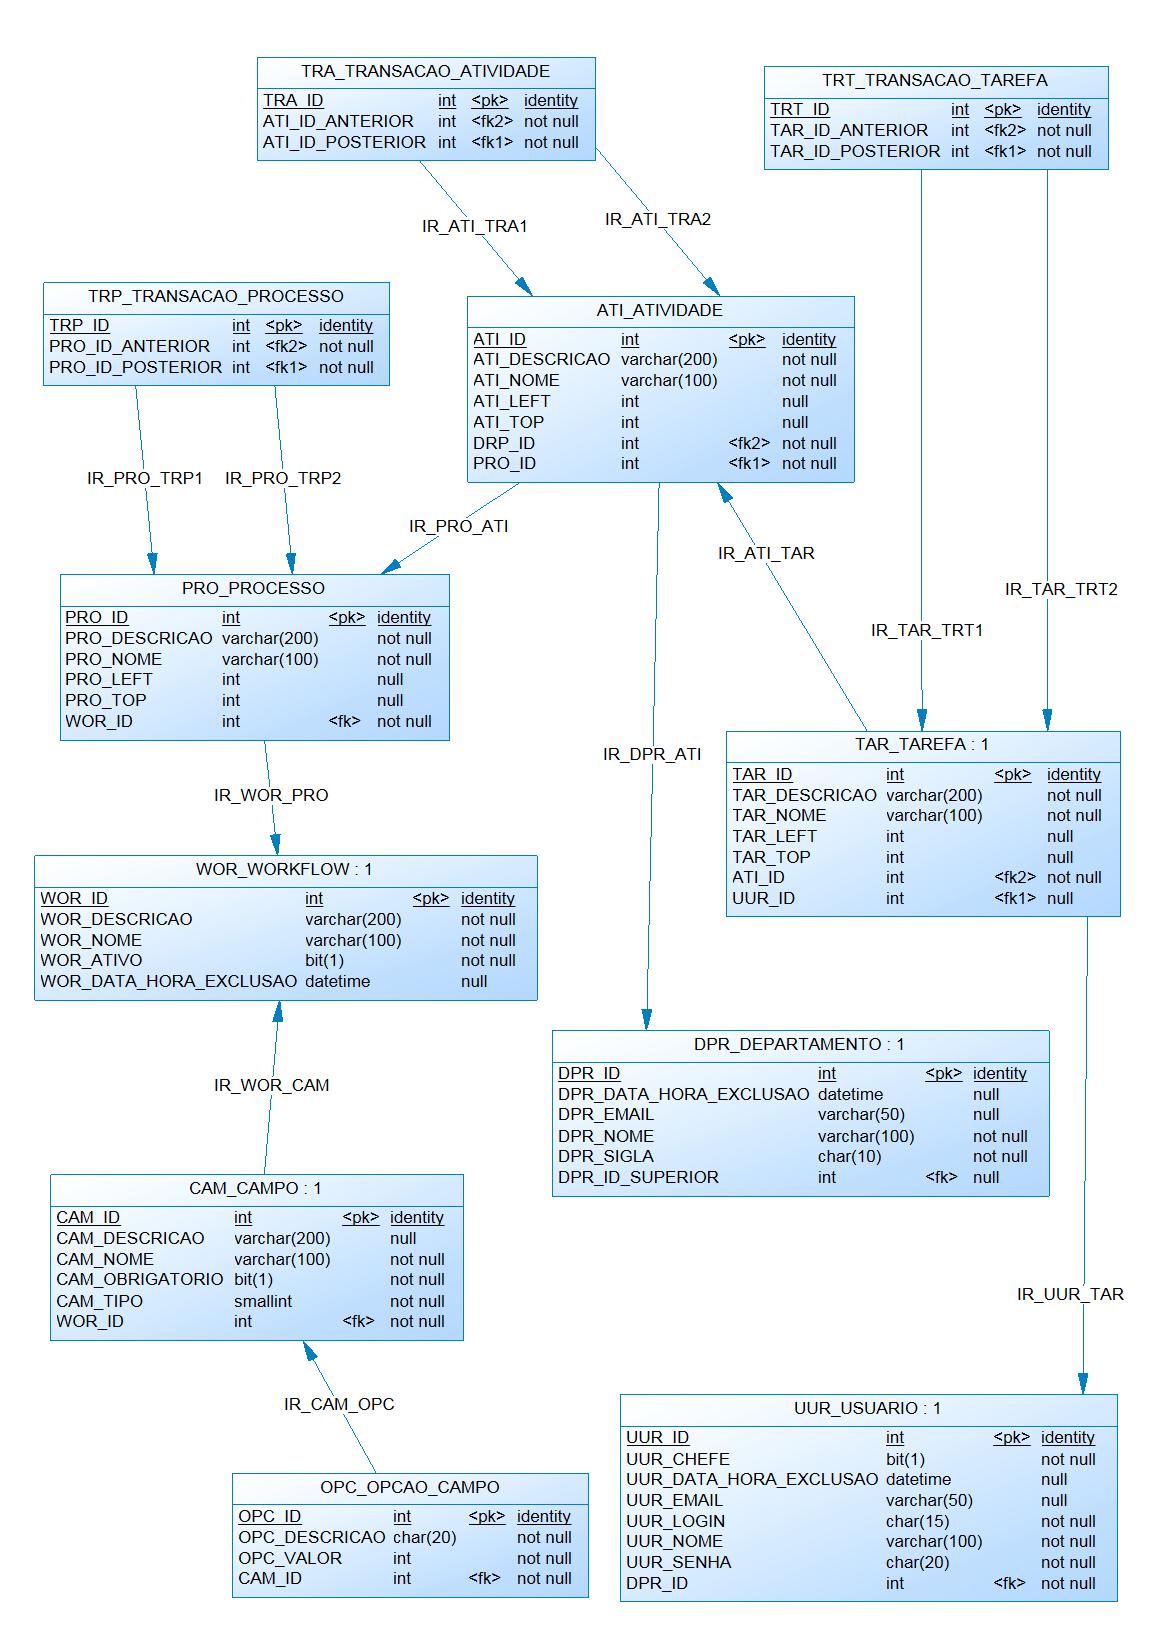 TRA_TRANSACAO_ATIVIDADE
TRA_ID int <pk> identity
ATI_ID_ANTERIOR int <fk2> not null
ATI_ID_POSTERIOR int <fk1> not null
TRT_TRANSACAO_TAREFA
TRT_ID int <pk> identity
TAR_ID_ANTERIOR int <fk2> not null
TAR_ID_POSTERIOR int <fk1> not null
IR_ATI_TRA1
IR_ATI_TRA2
TRP_TRANSACAO_PROCESSO
TRP_ID int <pk> identity
PRO_ID_ANTERIOR int <fk2> not null
PRO_ID_POSTERIOR int <fk1> not null
ATI_ATIVIDADE
ATI_ID int <pk> identity
ATI_DESCRICAO varchar(200) not null
ATI_NOME varchar(100) not null
ATI_LEFT int null
ATI_TOP int null
DRP_ID int <fk2> not null
PRO_ID int <fk1> not null
IR_PRO_TRP1
IR_PRO_TRP2
IR_PRO_ATI
IR_ATI_TAR
IR_TAR_TRT2
IR_TAR_TRT1
PRO_PROCESSO
PRO_ID int <pk> identity
PRO_DESCRICAO varchar(200) not null
PRO_NOME varchar(100) not null
PRO_LEFT int null
PRO_TOP int null
WOR_ID int <fk> not null
IR_DPR_ATI
TAR_TAREFA : 1
TAR_ID int <pk> identity
TAR_DESCRICAO varchar(200) not null
TAR_NOME varchar(100) not null
TAR_LEFT int null
TAR_TOP int null
ATI_ID int <fk2> not null
UUR_ID int <fk1> null
IR_WOR_PRO
WOR_WORKFLOW : 1
WOR_ID int <pk> identity
WOR_DESCRICAO varchar(200) not null
WOR_NOME varchar(100) not null
WOR_ATIVO bit(1) not null
WOR_DATA_HORA_EXCLUSAO datetime null
DPR_DEPARTAMENTO : 1
DPR_ID int <pk> identity
DPR_DATA_HORA_EXCLUSAO datetime null
DPR_EMAIL varchar(50) null
DPR_NOME varchar(100) not null
DPR_SIGLA char(10) not null
DPR_ID_SUPERIOR int <fk> null
IR_WOR_CAM
CAM_CAMPO : 1
CAM_ID int <pk> identity
CAM_DESCRICAO varchar(200) null
CAM_NOME varchar(100) not null
CAM_OBRIGATORIO bit(1) not null
CAM_TIPO smallint not null
WOR_ID int <fk> not null
IR_UUR_TAR
IR_CAM_OPC
UUR_USUARIO : 1
UUR_ID int <pk> identity
UUR_CHEFE bit(1) not null
UUR_DATA_HORA_EXCLUSAO datetime null
UUR_EMAIL varchar(50) null
UUR_LOGIN char(15) not null
UUR_NOME varchar(100) not null
UUR_SENHA char(20) not null
DPR_ID int <fk> not null
OPC_OPCAO_CAMPO
OPC_ID int <pk> identity
OPC_DESCRICAO char(20) not null
OPC_VALOR int not null
CAM_ID int <fk> not null